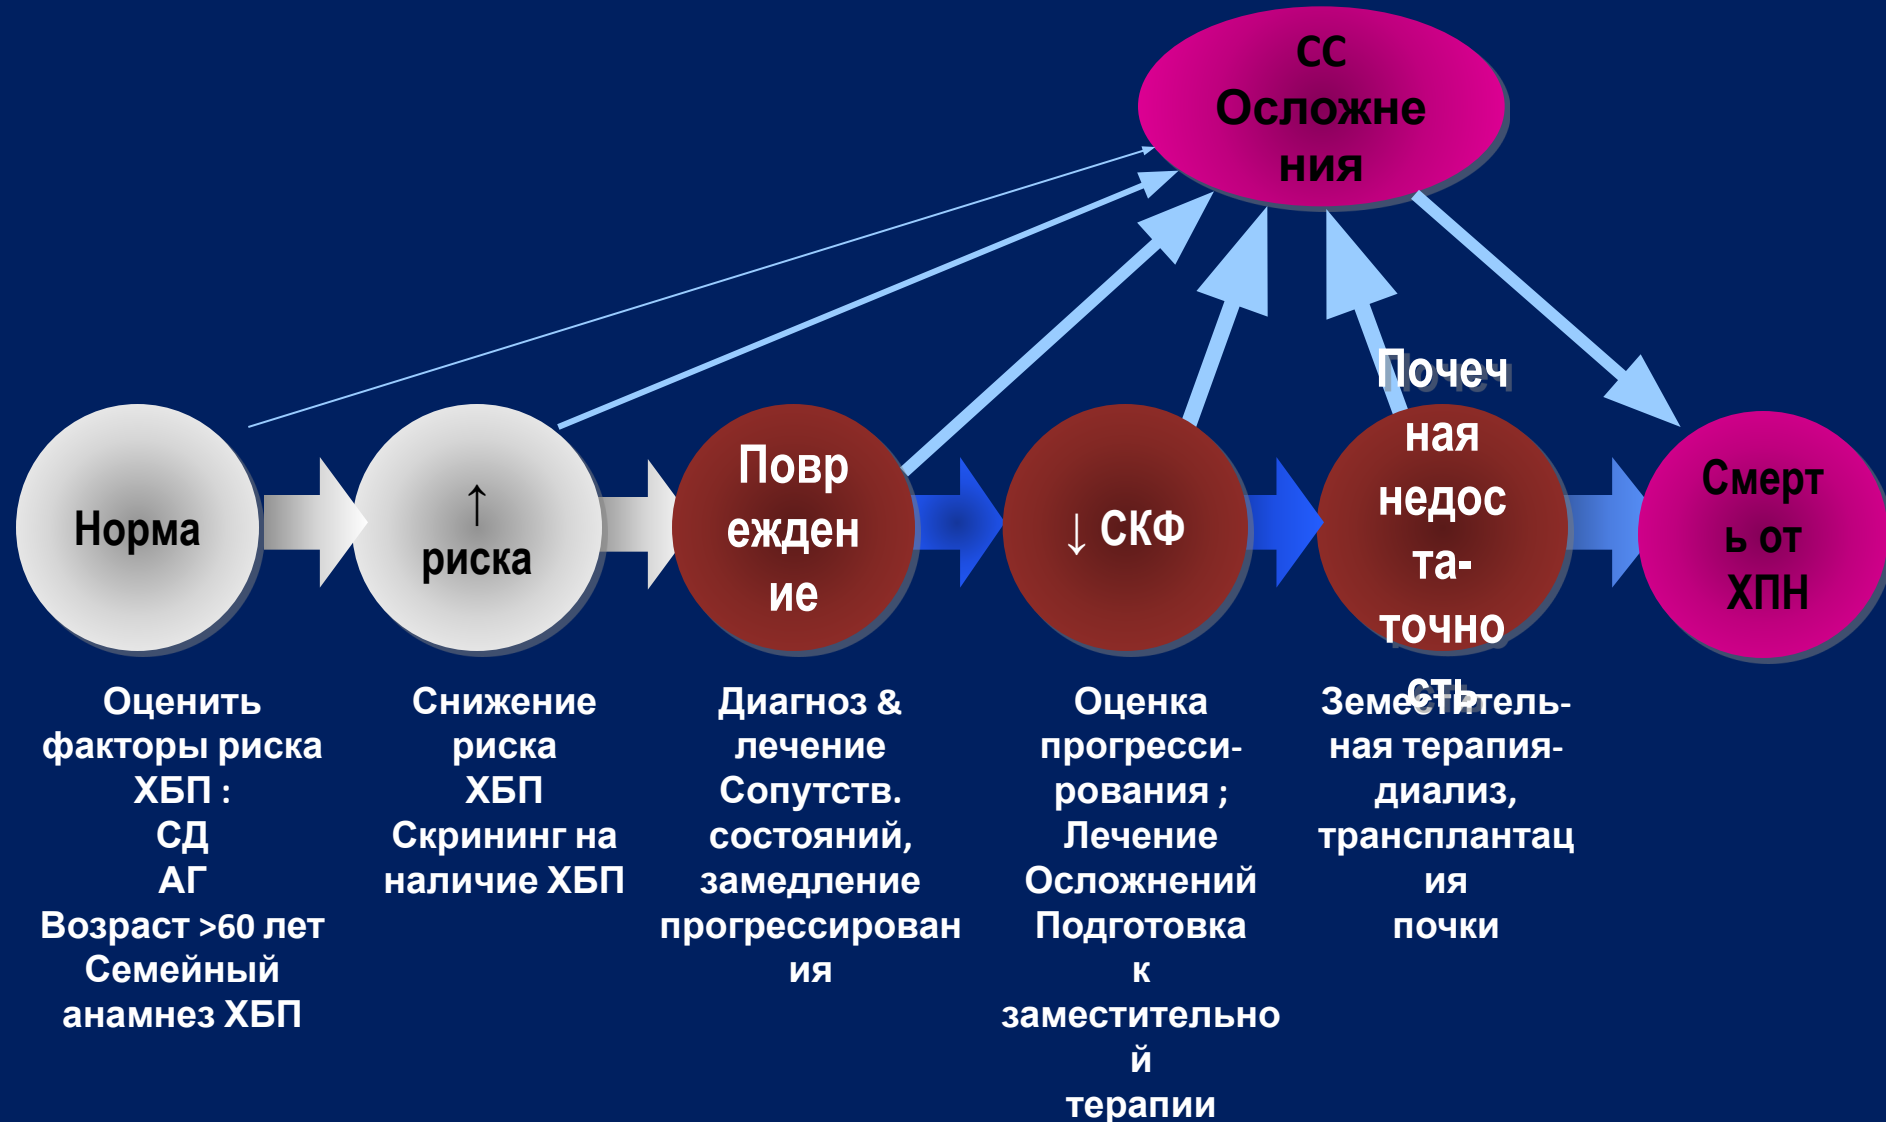 СС
Осложне
ния
Норма
↑
риска
Повр
ежден
ие
↓ СКФ
Почеч
ная
недос
та-
точно
сть
Смерт
ь от
ХПН
Оценить
факторы риска
ХБП :
СД
АГ
Возраст >60 лет
Семейный
анамнез ХБП
Снижение
риска
ХБП
Скрининг на
наличие ХБП
Диагноз &
лечение
Сопутств.
состояний,
замедление
прогрессирован
ия
Оценка
прогресси-
рования ;
Лечение
Осложнений
Подготовка
к
заместительно
й
терапии
Земеститель-
ная терапия-
диализ,
трансплантац
ия
почки